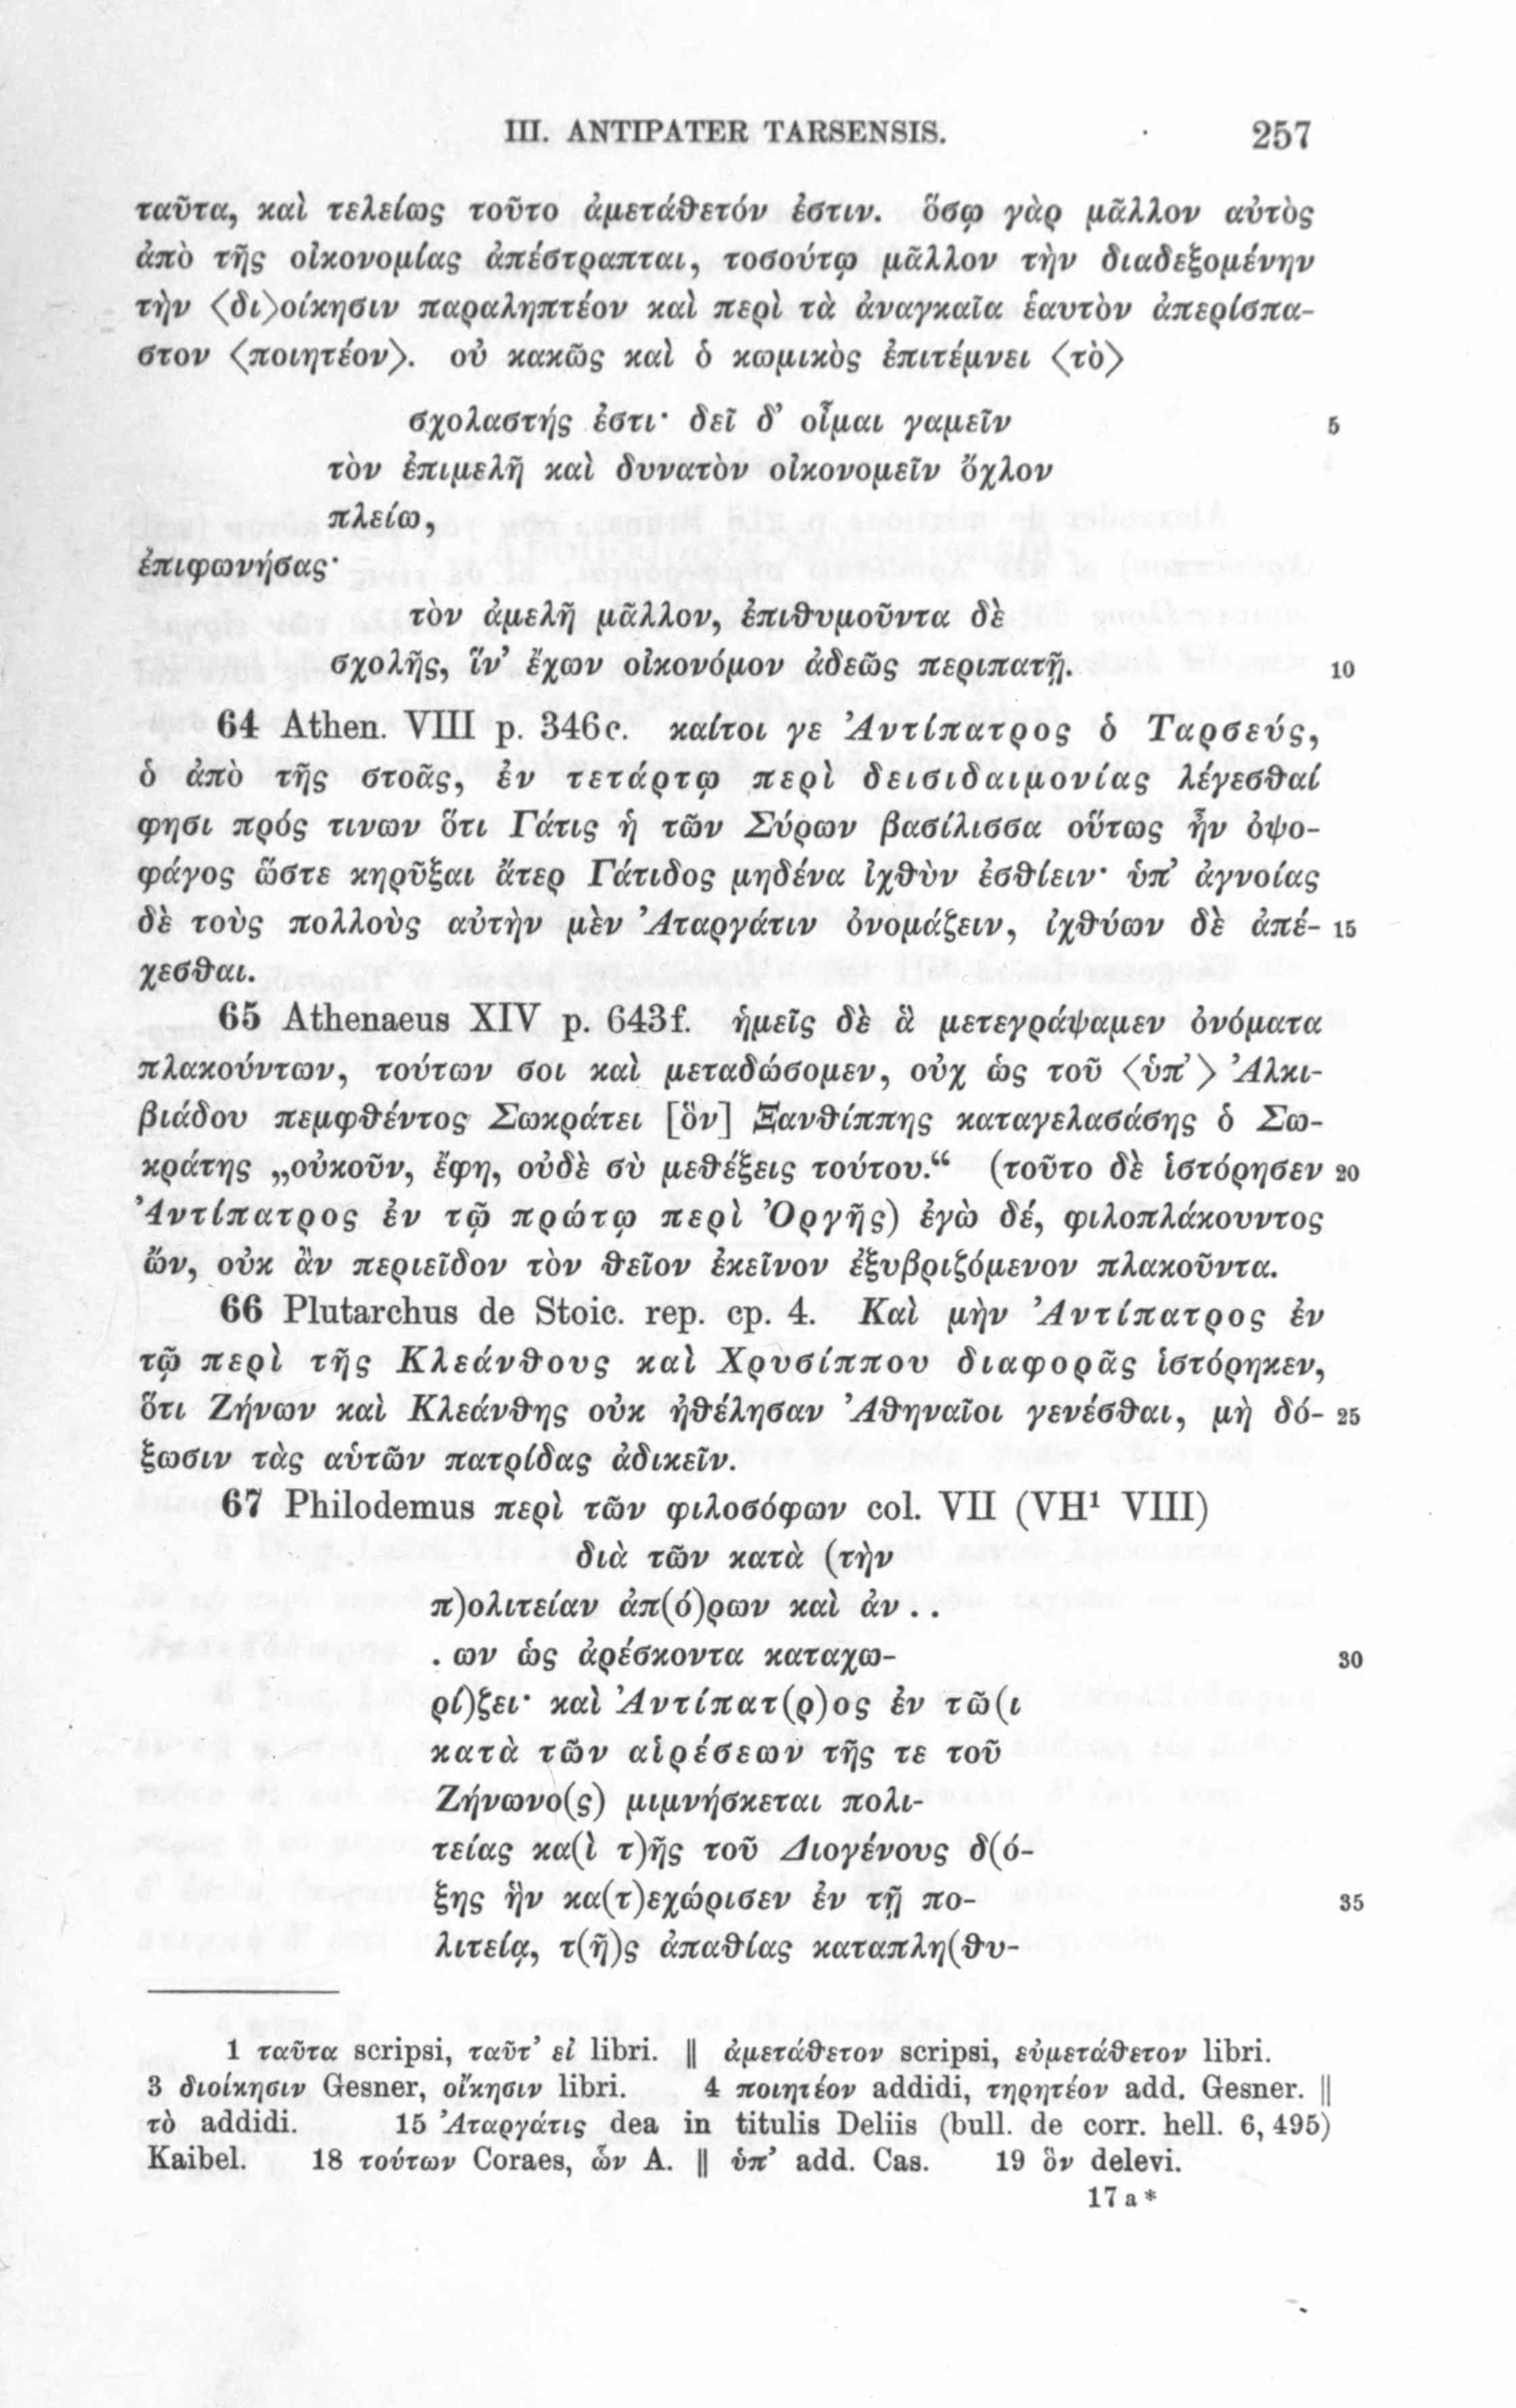 III. ANTIPATER TARSENSIS. 257
ταῦτα, καὶ τελείως τοῦτο ἀμετάθετόν ἐστιν. ὅσῳ γὰρ μᾶλλον αὐτὸς
ἀπὸ τῆς οἰκονομίας ἀπέστραπται, τοσούτῳ μᾶλλον τὴν διαδεξομένην
τὴν <δι>οίκησιν παραληπτέον καὶ περὶ τὰ ἀναγκαῖα ἑαυτὸν ἀπερίσπα-
στον <ποιητέον>. οὐ κακῶς καὶ ὁ κωμικὸς ἐπιτέμνει <τὸ>
σχολαστής ἐστι· δεῖ δ’ οἶμαι γαμεῖν 5
τὸν ἐπιμελῆ καὶ δυνατὸν οἰκονομεῖν ὄχλον
πλείω,
ἐπιφωνήσας·
τὸν ἀμελῆ μᾶλλον, ἐπιθυμοῦντα δὲ
σχολῆς, ἵν’ ἔχων οἰκονόμον ἀδεῶς περιπατῇ. 10
64 Athen. VIII p. 346c. καίτοι γε Ἀντίπατρος ὁ Ταρσεύς,
ὁ ἀπὸ τῆς στοᾶς, ἐν τετάρτῳ περὶ δεισιδαιμονίας λέγεσθαί
φησι πρός τινων ὅτι Γάτις ἡ τῶν Σύρων βασίλισσα οὕτως ἦν ὀψο-
φάγος ὥστε κηρῦξαι ἄτερ Γάτιδος μηδένα ἰχθὺν ἐσθίειν· ὑπ’ ἀγνοίας
δὲ τοὺς πολλοὺς αὐτὴν μὲν Ἀταργάτιν ὀνομάζειν, ἰχθύων δὲ ἀπέ- 15
χεσθαι.
65 Athenaeus XIV p. 643f. ἡμεῖς δὲ ἃ μετεγράψαμεν ὀνόματα
πλακούντων, τούτων σοι καὶ μεταδώσομεν, οὐχ ὡς τοῦ <ὑπ’> Ἀλκι-
βιάδου πεμφθέντος Σωκράτει [ὃν] Ξανθίππης καταγελασάσης ὁ Σω-
κράτης „οὐκοῦν, ἔφη, οὐδὲ σὺ μεθέξεις τούτου.“ (τοῦτο δὲ ἱστόρησεν 20
Ἀντίπατρος ἐν τῷ πρώτῳ περὶ Ὀργῆς) ἐγὼ δέ, φιλοπλάκουντος
ὤν, οὐκ ἂν περιεῖδον τὸν θεῖον ἐκεῖνον ἐξυβριζόμενον πλακοῦντα.
66 Plutarchus de Stoic. rep. cp. 4. Καὶ μὴν Ἀντίπατρος ἐν
τῷ περὶ τῆς Κλεάνθους καὶ Χρυσίππου διαφορᾶς ἱστόρηκεν,
ὅτι Ζήνων καὶ Κλεάνθης οὐκ ἠθέλησαν Ἀθηναῖοι γενέσθαι, μὴ δό- 25
ξωσιν τὰς αὑτῶν πατρίδας ἀδικεῖν.
67 Philodemus περὶ τῶν φιλοσόφων col. VII (VH¹ VIII)
διὰ τῶν κατὰ (τὴν
π)ολιτείαν ἀπ(ό)ρων καὶ ἀν . .
. ων ὡς ἀρέσκοντα καταχω- 30
ρί)ζει· καὶ Ἀντίπατ(ρ)ος ἐν τῶ(ι
κατὰ τῶν αἱρέσεων τῆς τε τοῦ
Ζήνωνο(ς) μιμνήσκεται πολι-
τείας κα(ὶ τ)ῆς τοῦ Διογένους δ(ό-
ξης ἣν κα(τ)εχώρισεν ἐν τῇ πο- 35
λιτείᾳ, τ(ῆ)ς ἀπαθίας καταπλη(θυ-
1 ταῦτα scripsi, ταῦτ’ εἰ libri. || ἀμετάθετον scripsi, εὐμετάθετον libri.
3 διοίκησιν Gesner, οἴκησιν libri. 4 ποιητέον addidi, τηρητέον add. Gesner. ||
τὸ addidi. 15 Ἀταργάτις dea in titulis Deliis (bull. de corr. hell. 6, 495)
Kaibel. 18 τούτων Coraes, ὧν A. || ὑπ’ add. Cas. 19 ὃν delevi.
17a*